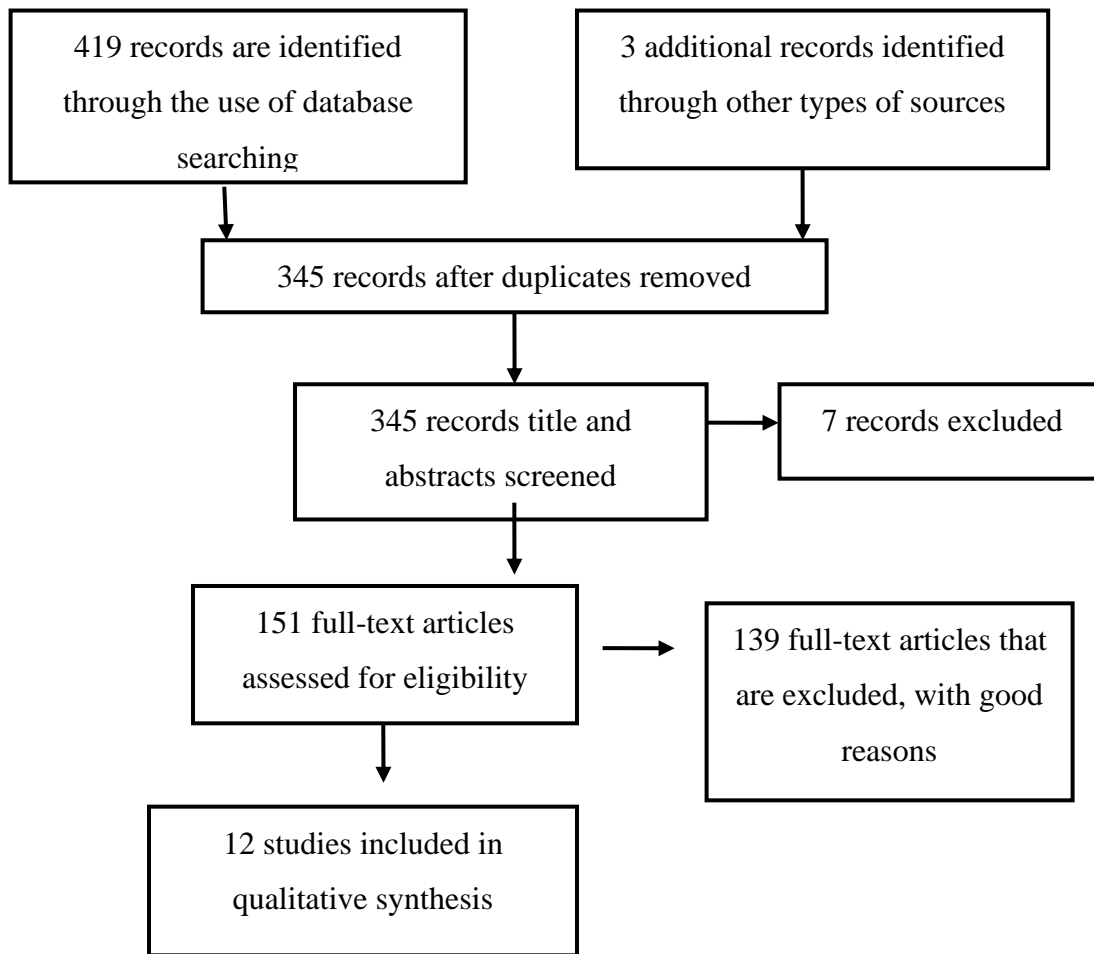 419 records are identified
through the use of database
searching
3 additional records identified
through other types of sources
345 records after duplicates removed
345 records title and
abstracts screened
7 records excluded
151 full-text articles
assessed for eligibility
139 full-text articles that
are excluded, with good
reasons
12 studies included in
qualitative synthesis